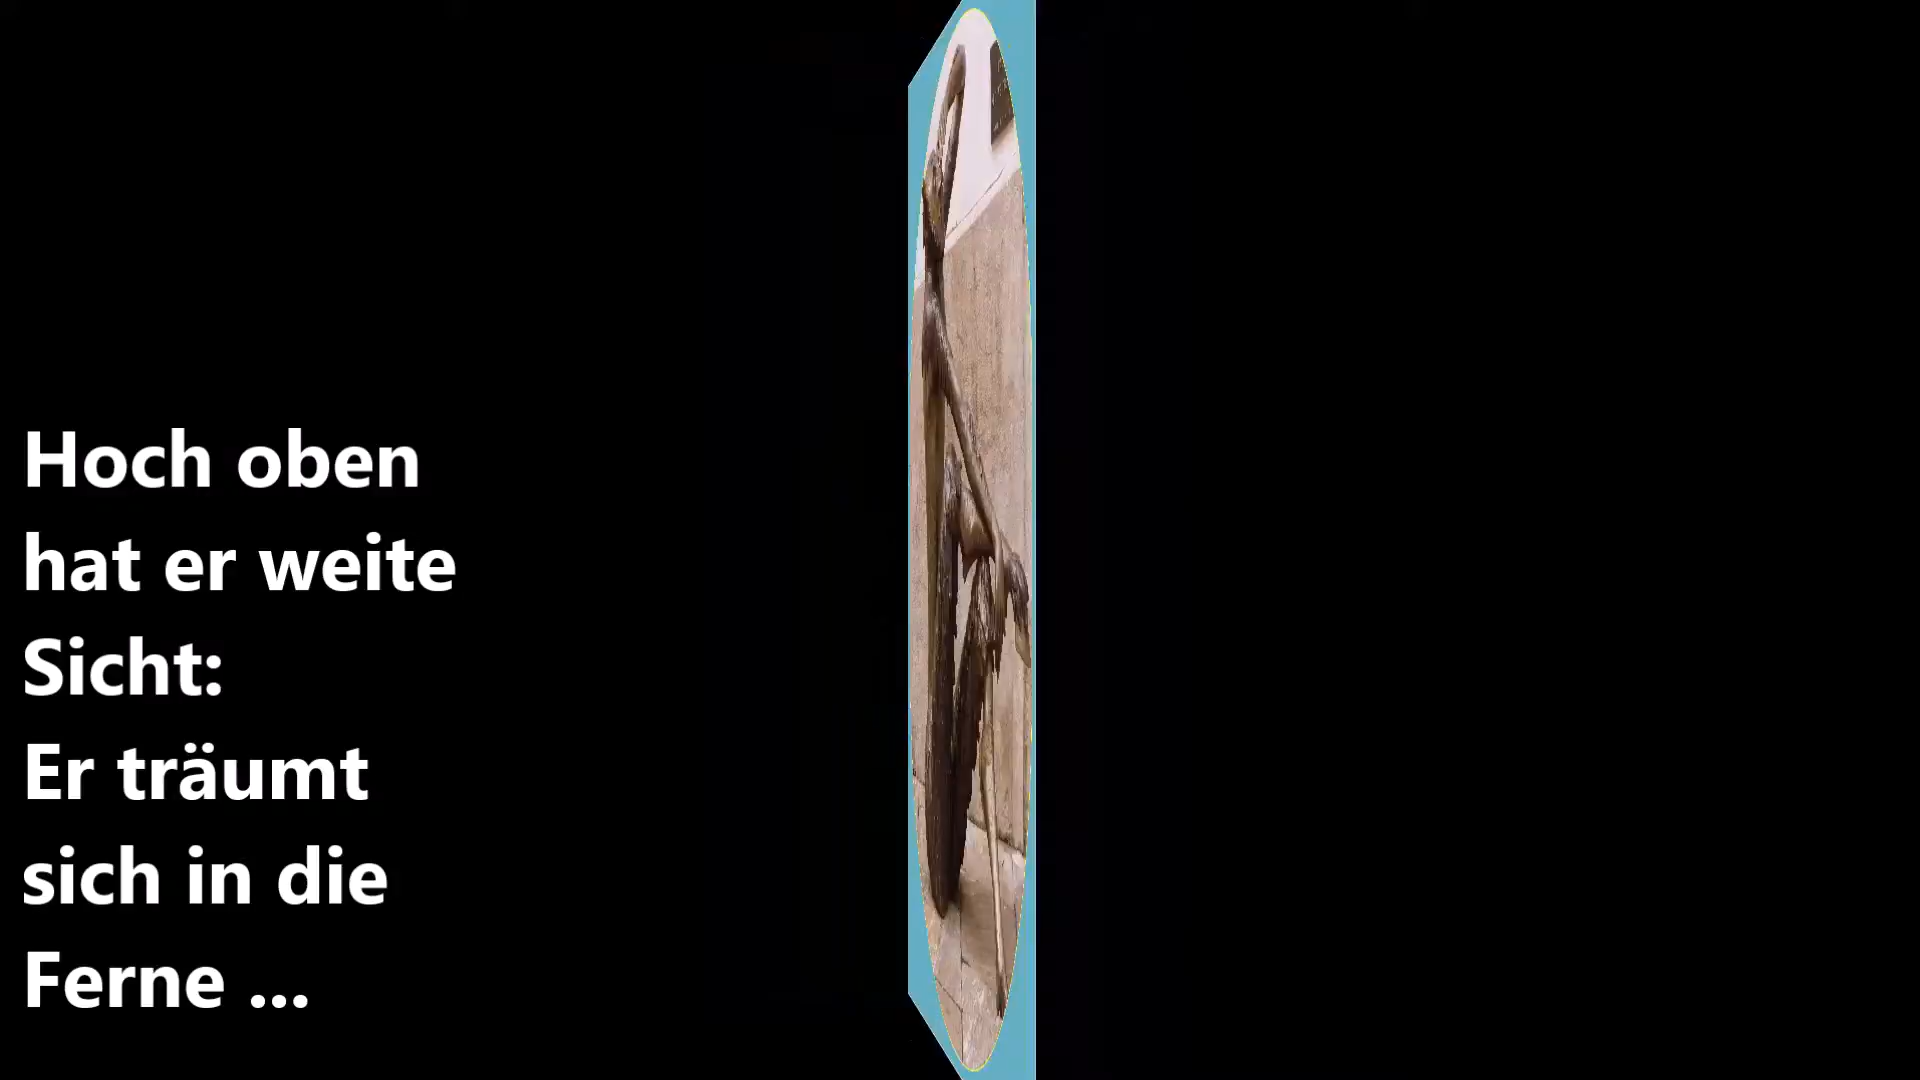 Hoch oben
hat er weite
Sicht:
Er träumt
sich in die
Ferne ...